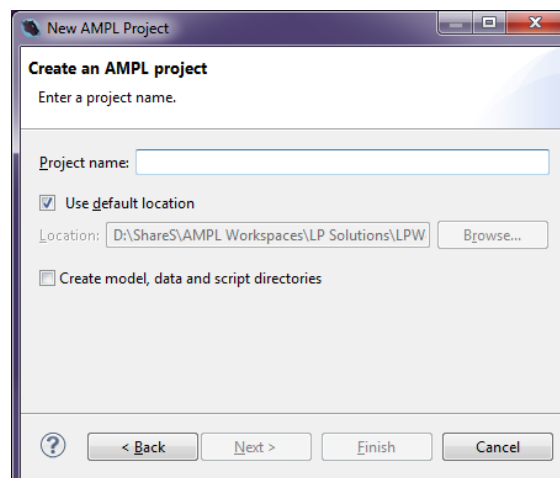 New AMPL Project
Create an AMPL project
Enter a project name.
Project name:
Use default location
Location: D:\ShareS\AMPL Workspaces\LP Solutions\LPW Browse...
Create model, data and script directories
? < Back Next > Finish Cancel